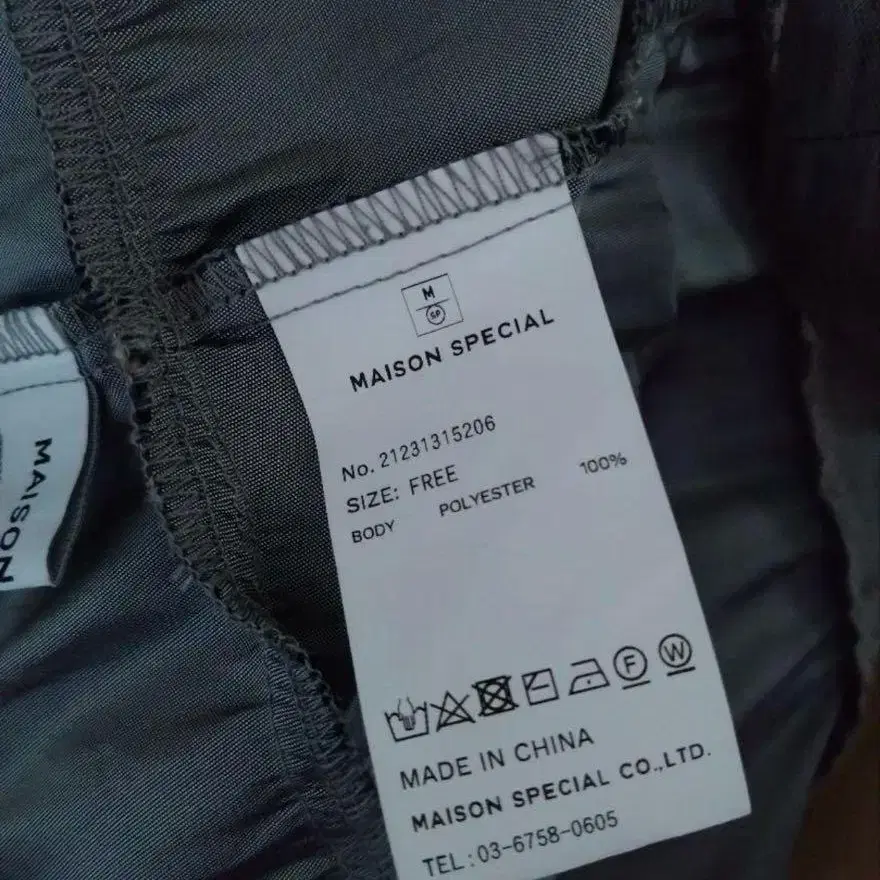 M
SP
MAISON SPECIAL
No. 21231315206
SIZE: FREE
BODY POLYESTER 100%
F W
MADE IN CHINA
MAISON SPECIAL CO.,LTD.
TEL:03-6758-0605
MAISON